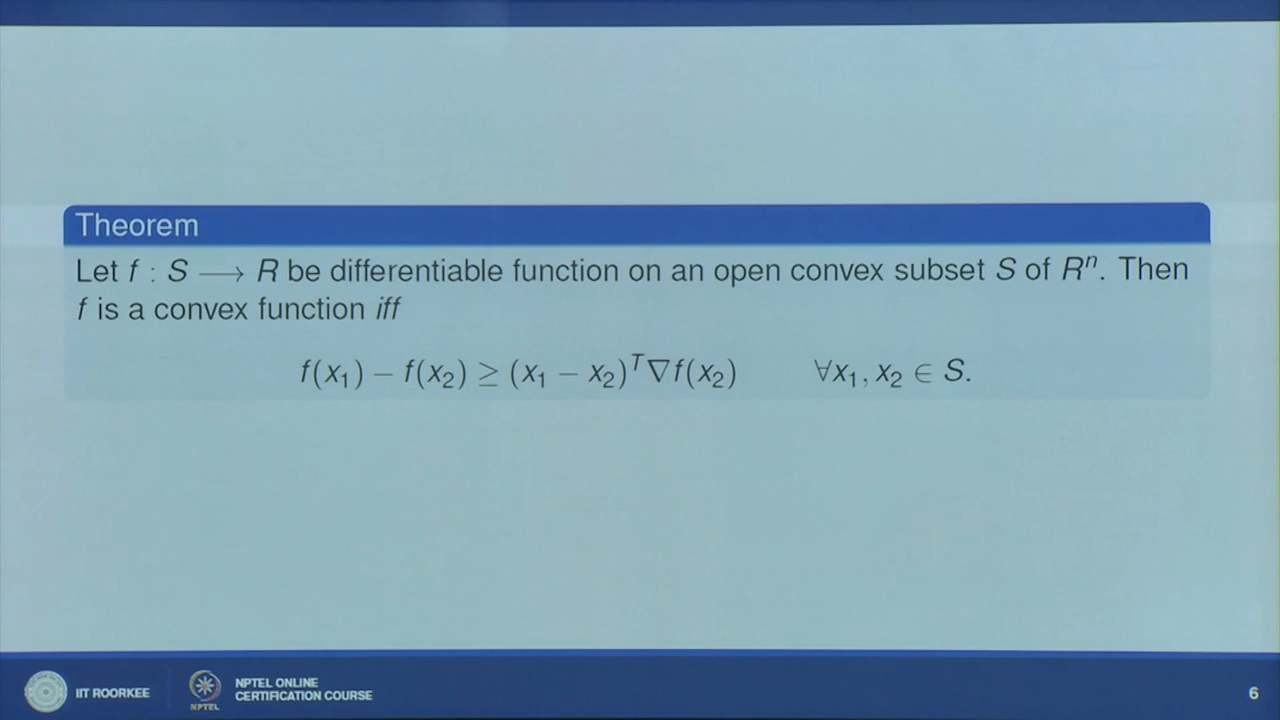 Theorem
Let f : S ⟶ R be differentiable function on an open convex subset S of Rⁿ. Then
f is a convex function iff
f(x₁) − f(x₂) ≥ (x₁ − x₂)ᵀ∇f(x₂)  ∀x₁, x₂ ∈ S.
IIT ROORKEE
NPTEL
NPTEL ONLINE
CERTIFICATION COURSE
6